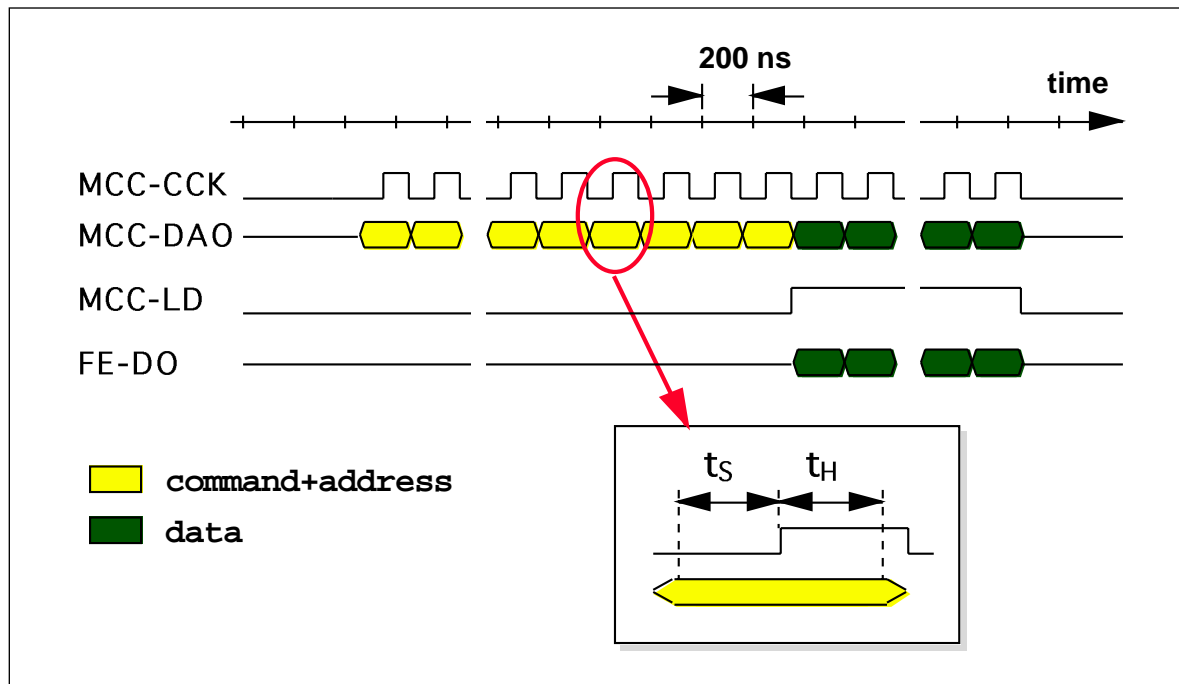 200 ns
time
MCC-CCK
MCC-DAO
MCC-LD
FE-DO
tS tH
command+address
data